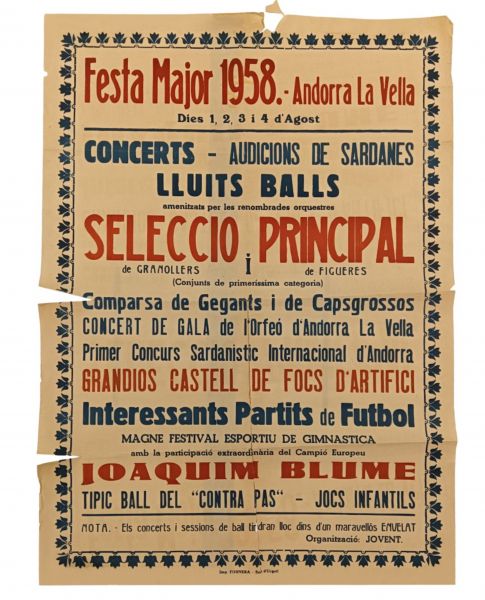 Festa Major 1958. - Andorra La Vella
Dies 1, 2, 3 i 4 d'Agost
CONCERTS - AUDICIONS DE SARDANES
LLUITS BALLS
amenitzats per les renombrades orquestres
SELECCIO i PRINCIPAL
de GRANOLLERS de FIGUERES
(Conjunts de primerissima categoria)
Comparsa de Gegants i de Capsgrossos
CONCERT DE GALA de l'Orfeó d'Andorra La Vella
Primer Concurs Sardanistic Internacional d'Andorra
GRANDIOS CASTELL DE FOCS D'ARTIFICI
Interessants Partits de Futbol
MAGNE FESTIVAL ESPORTIU DE GIMNASTICA
amb la participació extraordinària del Campió Europeu
JOAQUIM BLUME
TIPIC BALL DEL "CONTRA PAS" - JOCS INFANTILS
NOTA. - Els concerts i sessions de ball tindran lloc dins d'un maravellós ENVELAT
Organització: JOVENT.